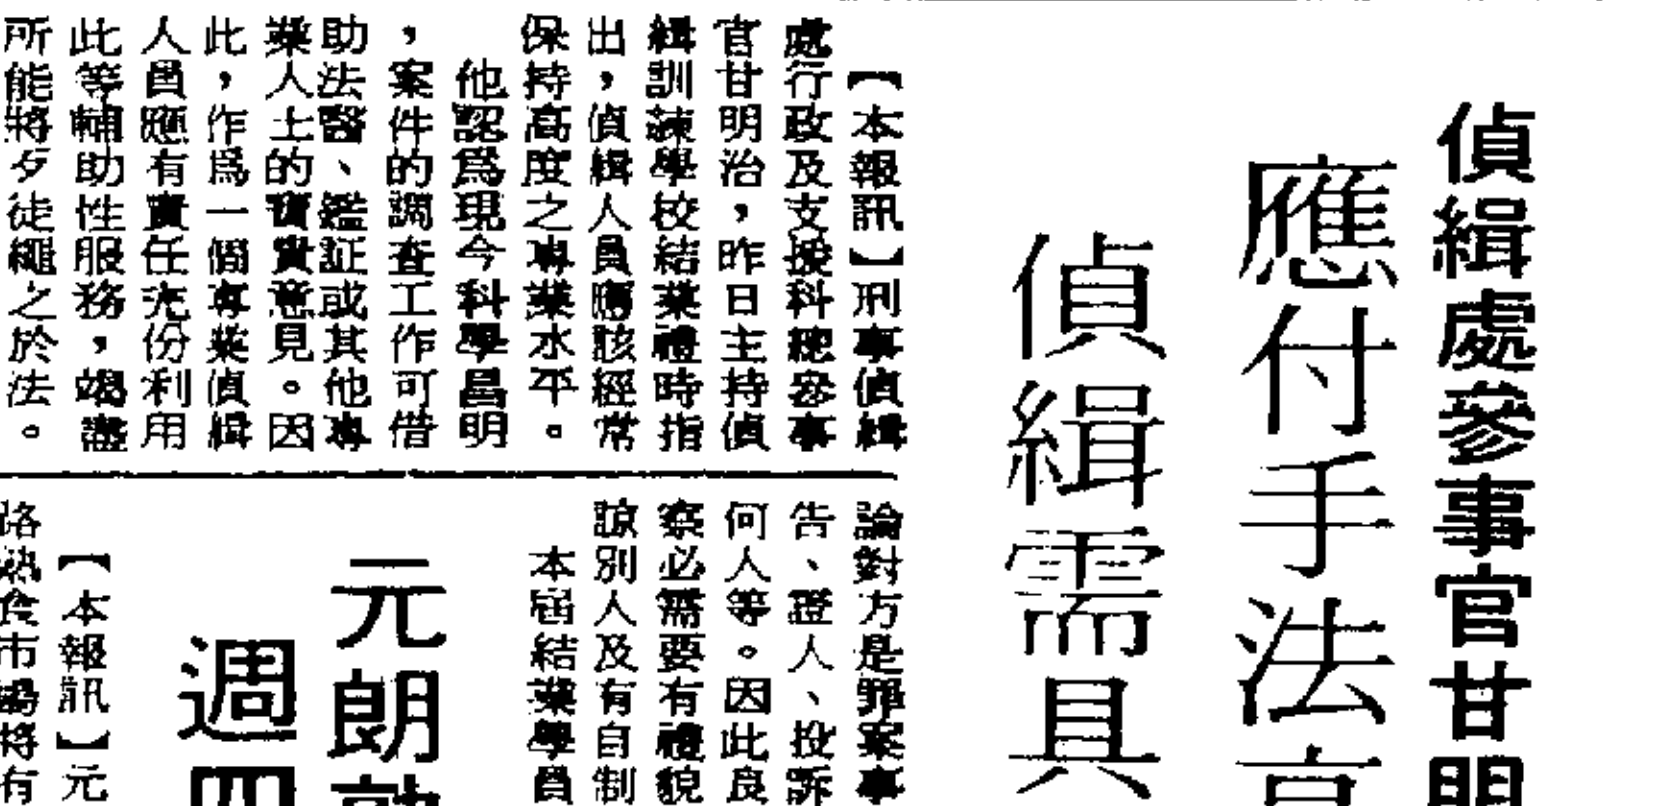 偵緝處參事官甘明
應付手法高
偵緝需具
【本報訊】刑事偵緝
處行政及支援科總參事
官甘明治，昨日主持偵
緝訓練學校結業禮時指
出，偵緝人員應該經常
保持高度之專業水平。
他認爲現今科學昌明
，案件的調查工作可借
助法醫、鑑証或其他專
業人士的寶貴意見。因
此，作爲一個專業偵緝
人員應有責任充份利用
此等輔助性服務，竭盡
所能將歹徒繩之於法。
論對方是罪案事
告、證人、投訴
何人等。因此良
察必需要有禮貌
諒別人及有自制
本屆結業學員
元朗熟
週四
【本報訊】元
路熟食市場將有